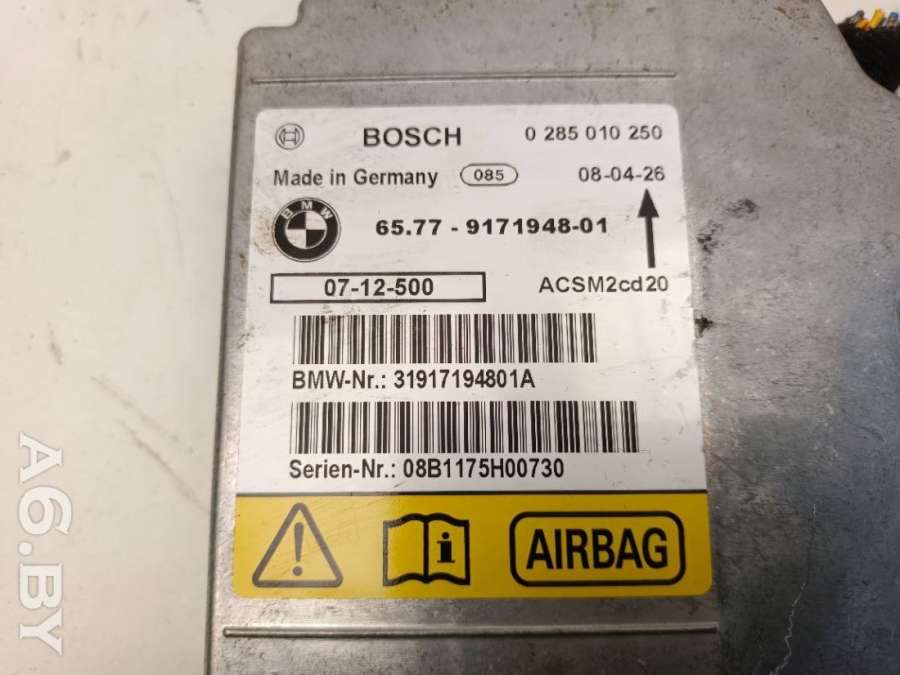 BOSCH 0 285 010 250
Made in Germany 085 08-04-26
BMW 65.77 - 9171948-01
07-12-500 ACSM2cd20
BMW-Nr.: 31917194801A
Serien-Nr.: 08B1175H00730
! i AIRBAG
A6.BY